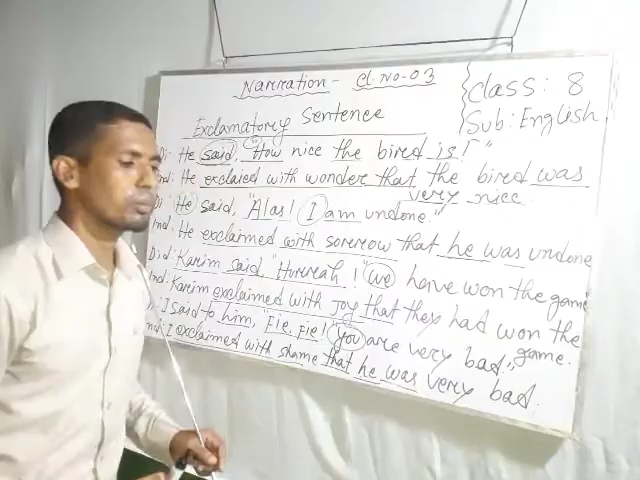 Narration - Cl. No-03
Class: 8
Sub: English
Exclamatory Sentence
Di: He said, "How nice the bired is!"
Ind: He exclaied with wonder that the bired was
very nice.
Di: He said, "Alas! I am undone."
Ind: He exclaimed with sorrow that he was undone
Did: Karim said, "Hurreah! "we have won the game
Ind: Karim exclaimed with joy that they had won the
game.
I said to him, "Fie, fie! you are very bad."
Ind: I exclaimed with shame that he was very bad.